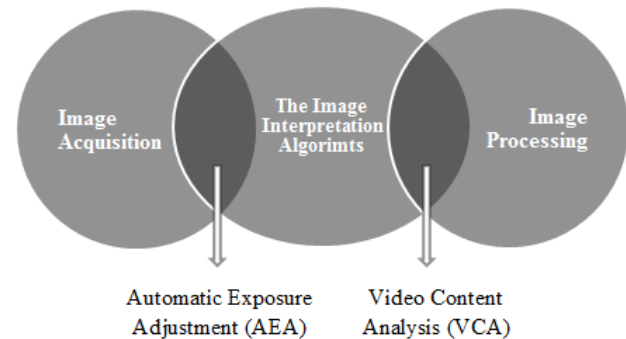 Image
Acquisition
The Image
Interpretation
Algorimts
Image
Processing
Automatic Exposure
Adjustment (AEA)
Video Content
Analysis (VCA)